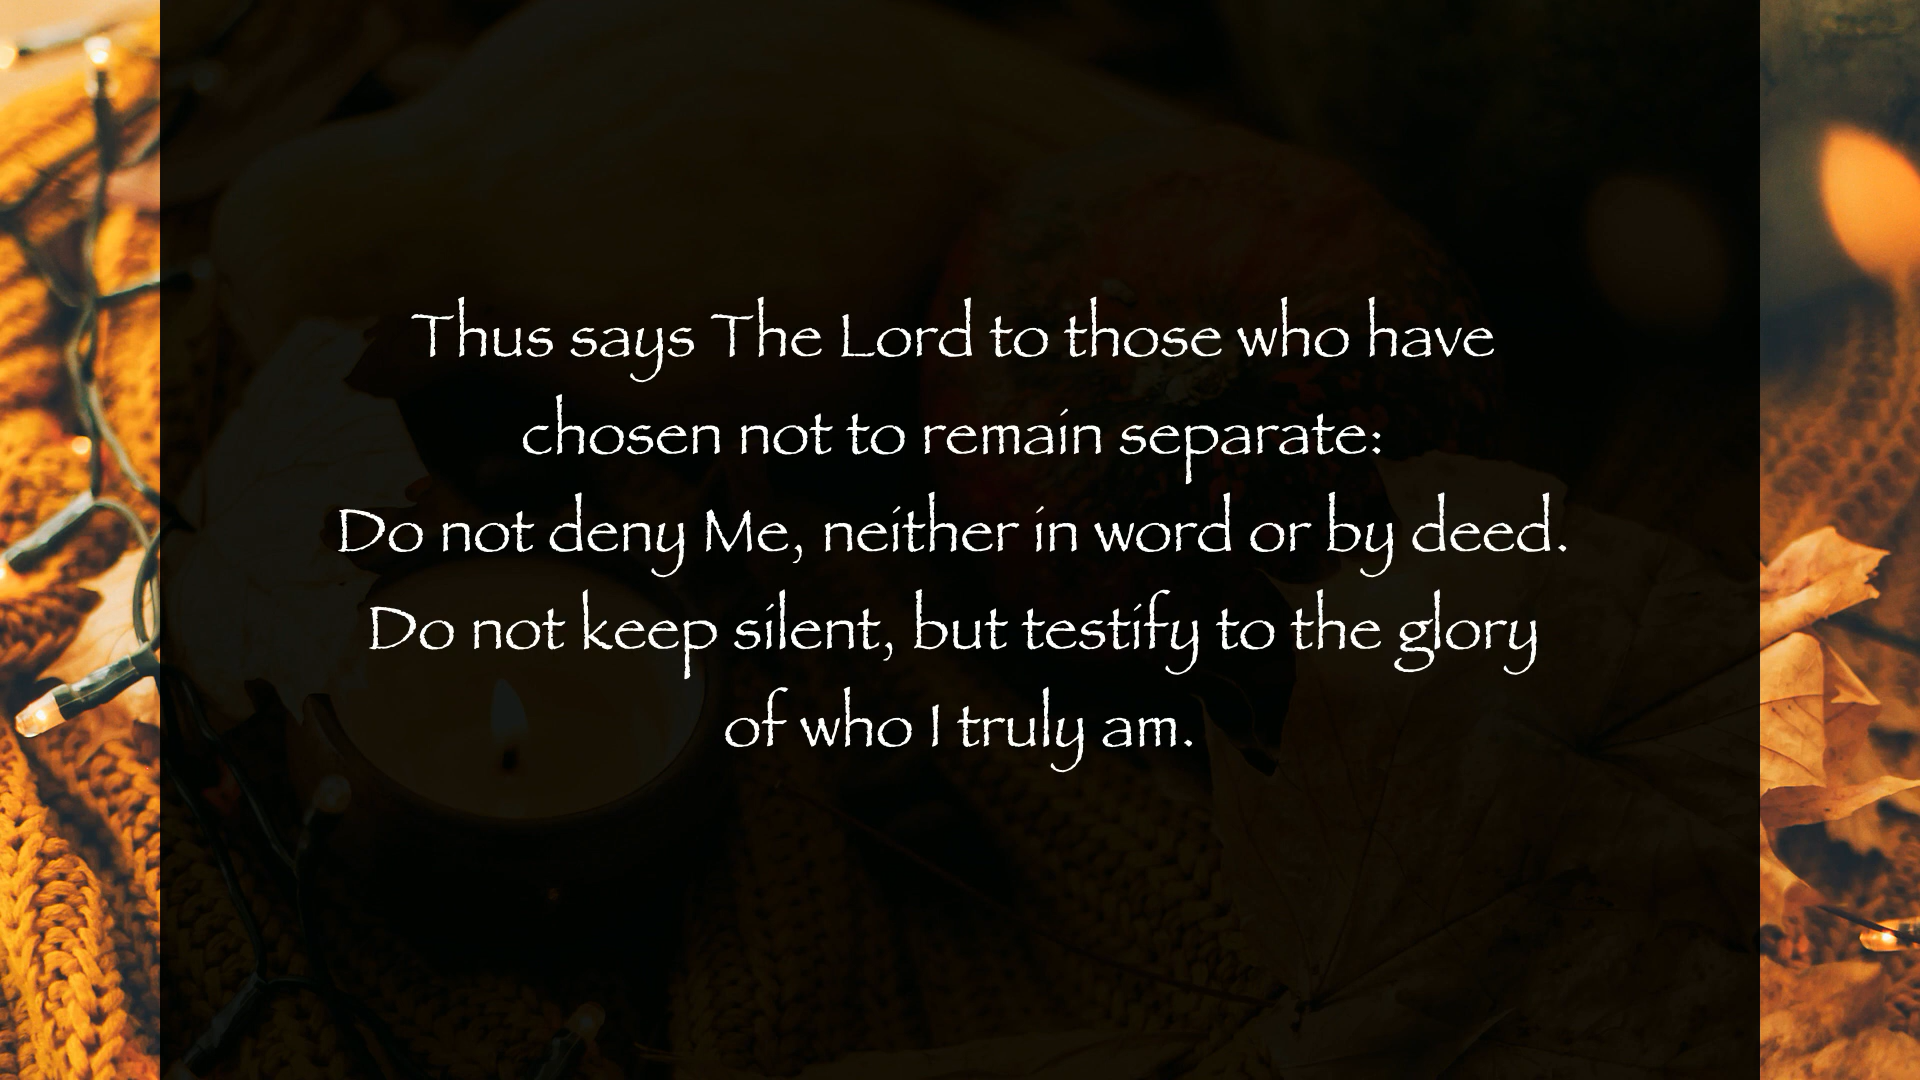 Thus says The Lord to those who have
chosen not to remain separate:
Do not deny Me, neither in word or by deed.
Do not keep silent, but testify to the glory
of who I truly am.